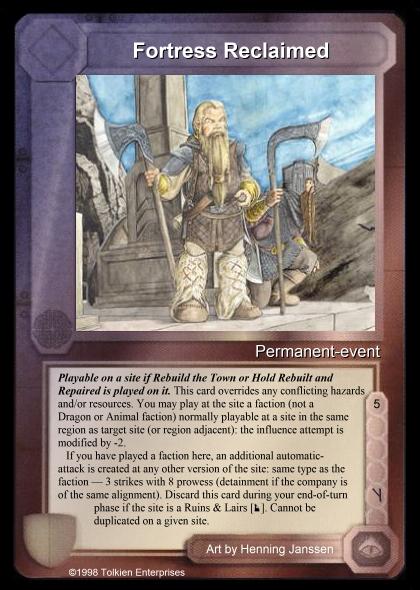 Fortress Reclaimed
Permanent-event
Playable on a site if Rebuild the Town or Hold Rebuilt and
Repaired is played on it. This card overrides any conflicting hazards
and/or resources. You may play at the site a faction (not a
Dragon or Animal faction) normally playable at a site in the same
region as target site (or region adjacent): the influence attempt is
modified by -2.
If you have played a faction here, an additional automatic-
attack is created at any other version of the site: same type as the
faction — 3 strikes with 8 prowess (detainment if the company is
of the same alignment). Discard this card during your end-of-turn
phase if the site is a Ruins & Lairs []. Cannot be
duplicated on a given site.
5
Art by Henning Janssen
©1998 Tolkien Enterprises